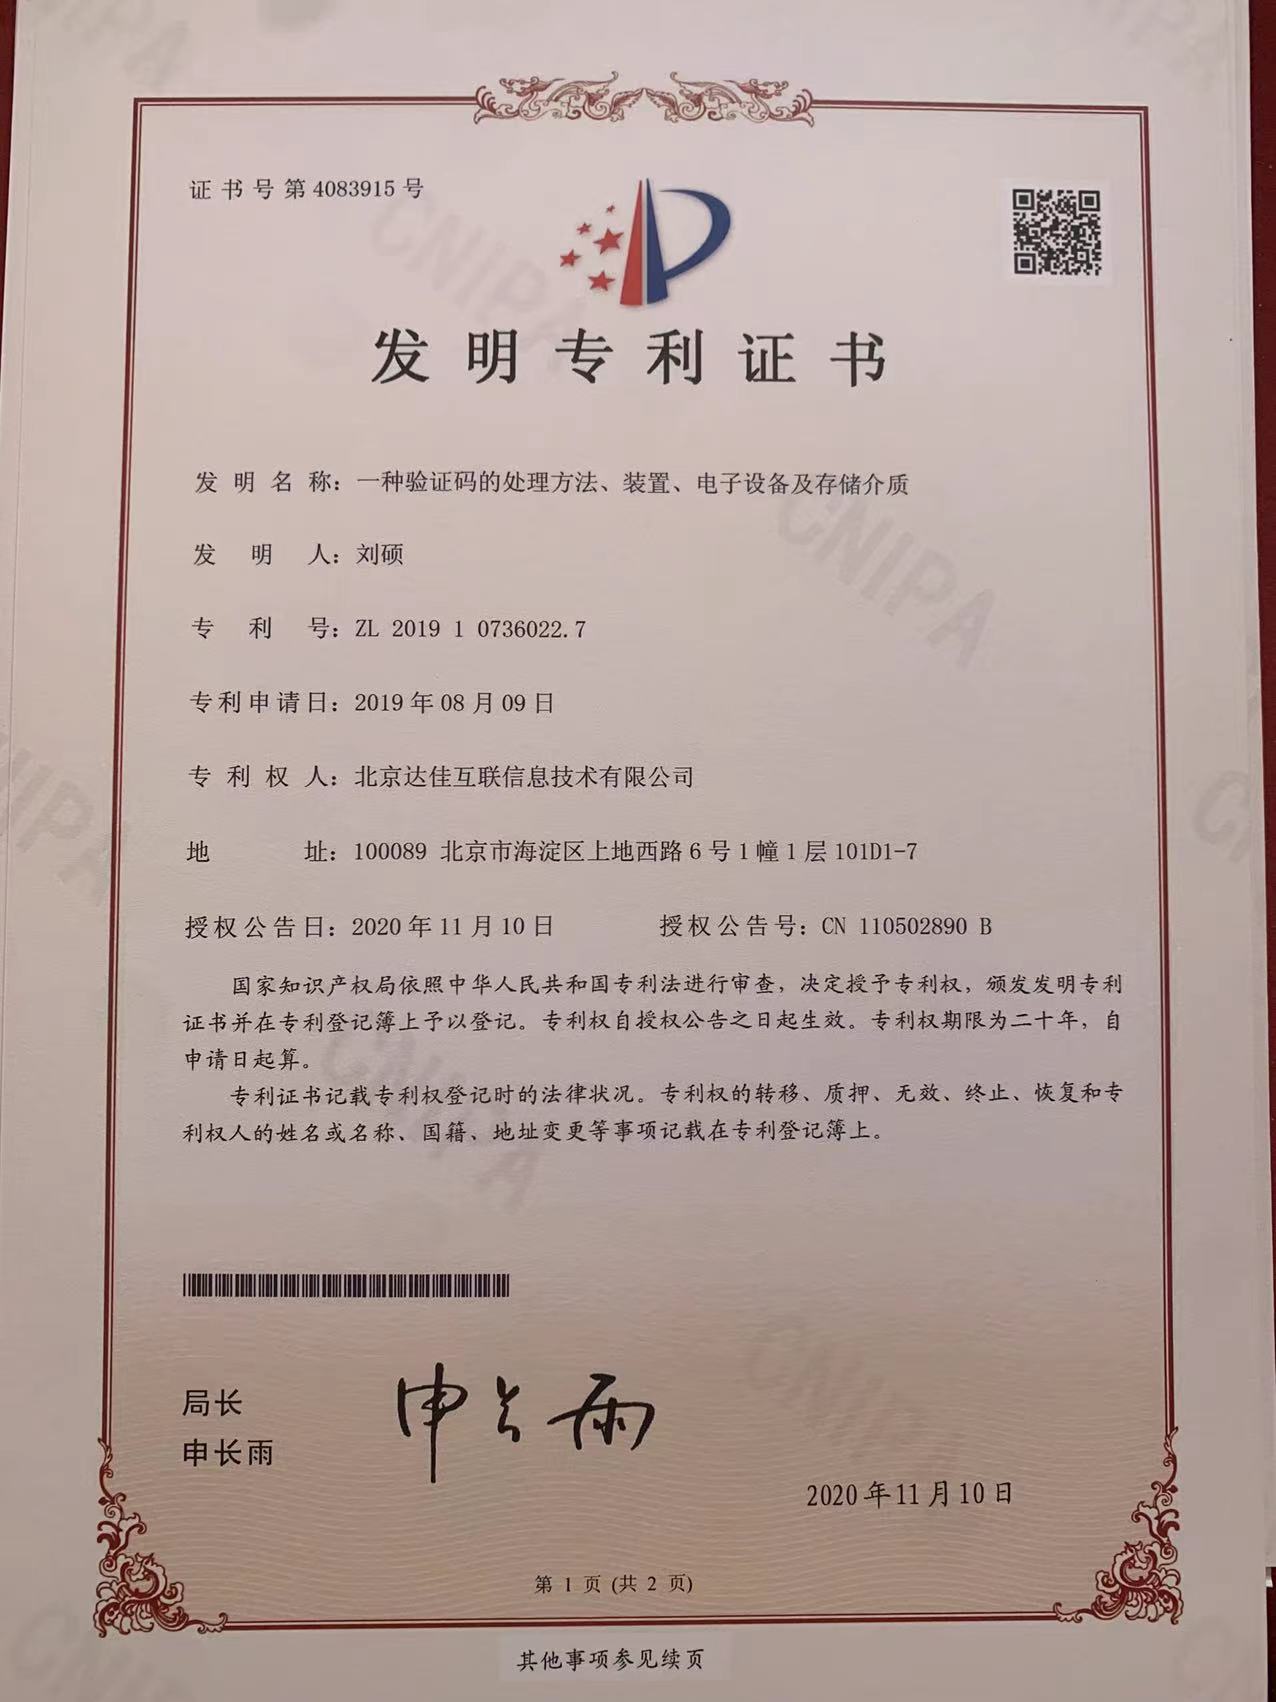 证书号第4083915号
发明专利证书
发明名称：一种验证码的处理方法、装置、电子设备及存储介质
发明人：刘硕
专利号：ZL 2019 1 0736022.7
专利申请日：2019年08月09日
专利权人：北京达佳互联信息技术有限公司
地址：100089 北京市海淀区上地西路6号1幢1层101D1-7
授权公告日：2020年11月10日 授权公告号：CN 110502890 B
国家知识产权局依照中华人民共和国专利法进行审查，决定授予专利权，颁发发明专利
证书并在专利登记簿上予以登记。专利权自授权公告之日起生效。专利权期限为二十年，自
申请日起算。
专利证书记载专利权登记时的法律状况。专利权的转移、质押、无效、终止、恢复和专
利权人的姓名或名称、国籍、地址变更等事项记载在专利登记簿上。
局长
申长雨
申长雨
2020年11月10日
第 1 页 (共 2 页)
其他事项参见续页
CNIPA
CNIPA
CNIPA
CNIPA